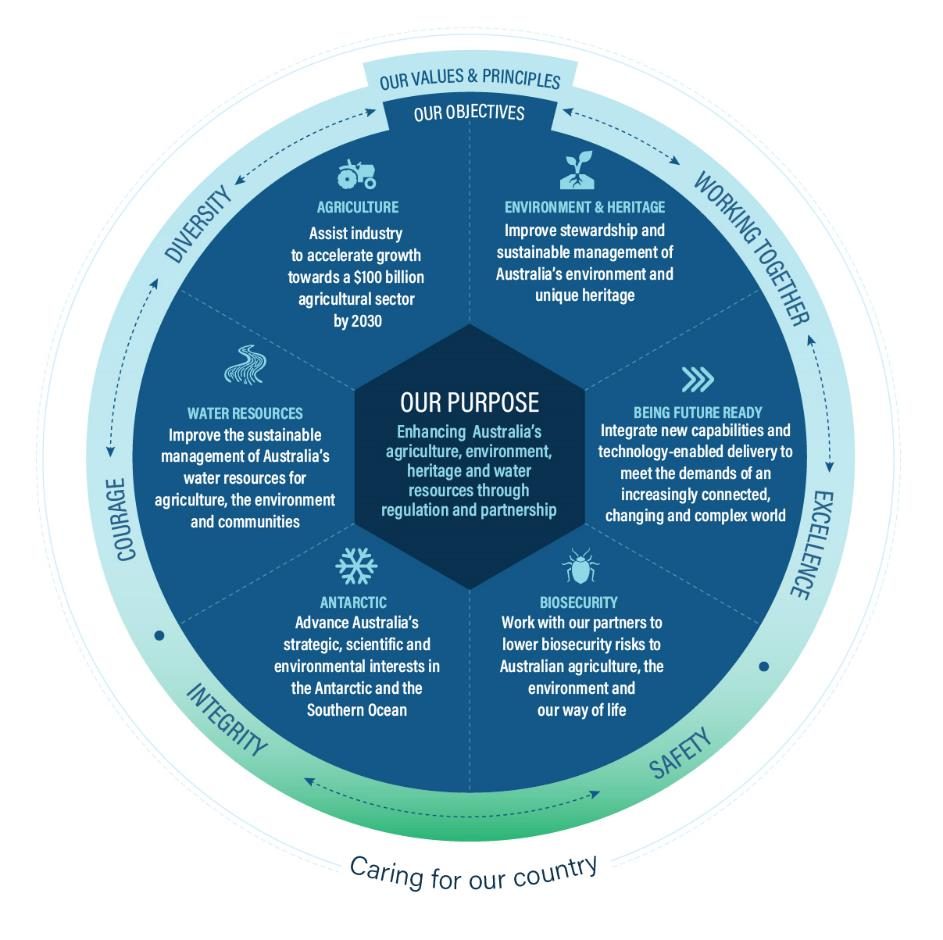 OUR VALUES & PRINCIPLES
OUR OBJECTIVES
DIVERSITY
WORKING TOGETHER
COURAGE
EXCELLENCE
INTEGRITY
SAFETY
AGRICULTURE
Assist industry
to accelerate growth
towards a $100 billion
agricultural sector
by 2030
ENVIRONMENT & HERITAGE
Improve stewardship and
sustainable management of
Australia's environment and
unique heritage
WATER RESOURCES
Improve the sustainable
management of Australia's
water resources for
agriculture, the environment
and communities
OUR PURPOSE
Enhancing Australia's
agriculture, environment,
heritage and water
resources through
regulation and partnership
BEING FUTURE READY
Integrate new capabilities and
technology-enabled delivery to
meet the demands of an
increasingly connected,
changing and complex world
ANTARCTIC
Advance Australia's
strategic, scientific and
environmental interests in
the Antarctic and the
Southern Ocean
BIOSECURITY
Work with our partners to
lower biosecurity risks to
Australian agriculture, the
environment and
our way of life
Caring for our country